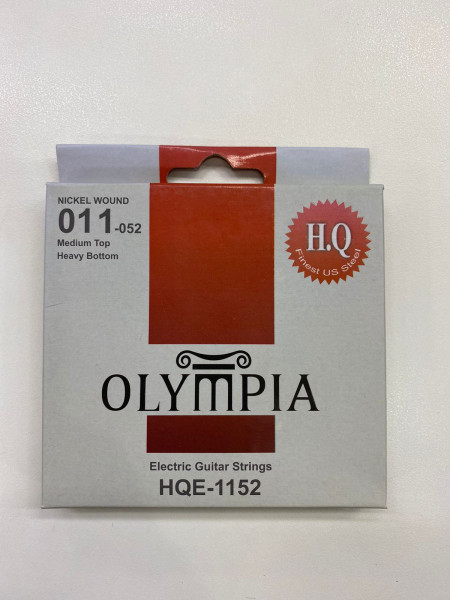 NICKEL WOUND
011-052
Medium Top
Heavy Bottom
H.Q
Finest US Steel
OLYMPIA
Electric Guitar Strings
HQE-1152